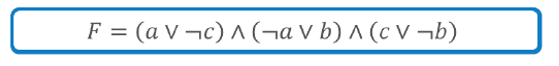 F = (a ∨ ¬c) ∧ (¬a ∨ b) ∧ (c ∨ ¬b)